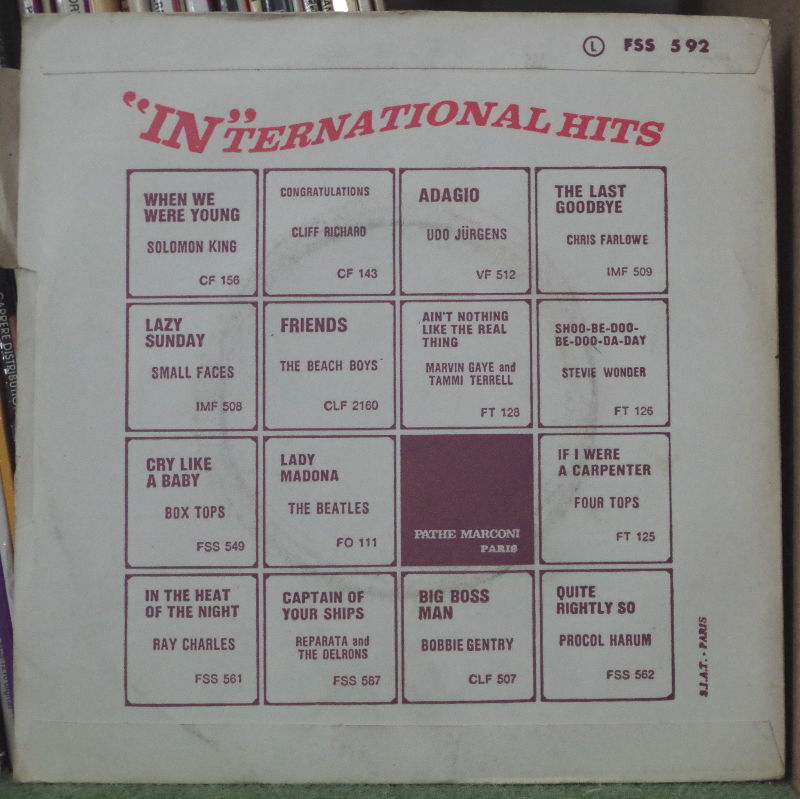 Ⓛ FSS 592
"IN"TERNATIONAL HITS
WHEN WE
WERE YOUNG
SOLOMON KING
CF 156
CONGRATULATIONS
CLIFF RICHARD
CF 143
ADAGIO
UDO JÜRGENS
VF 512
THE LAST
GOODBYE
CHRIS FARLOWE
IMF 509
LAZY
SUNDAY
SMALL FACES
IMF 508
FRIENDS
THE BEACH BOYS
CLF 2160
AIN'T NOTHING
LIKE THE REAL
THING
MARVIN GAYE and
TAMMI TERRELL
FT 128
SHOO-BE-DOO-
BE-DOO-DA-DAY
STEVIE WONDER
FT 126
CRY LIKE
A BABY
BOX TOPS
FSS 549
LADY
MADONA
THE BEATLES
FO 111
PATHE MARCONI
PARIS
IF I WERE
A CARPENTER
FOUR TOPS
FT 125
IN THE HEAT
OF THE NIGHT
RAY CHARLES
FSS 561
CAPTAIN OF
YOUR SHIPS
REPARATA and
THE DELRONS
FSS 587
BIG BOSS
MAN
BOBBIE GENTRY
CLF 507
QUITE
RIGHTLY SO
PROCOL HARUM
FSS 562
S.I.A.T. - PARIS